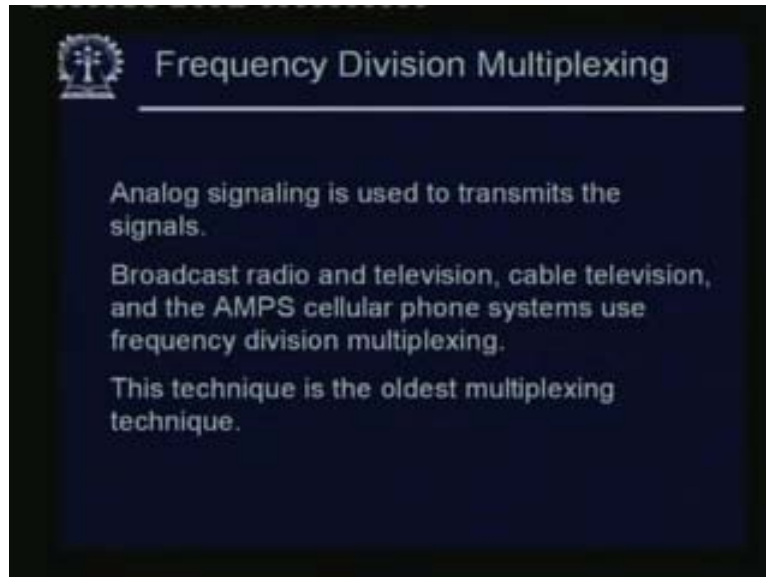 Frequency Division Multiplexing
Analog signaling is used to transmits the
signals.
Broadcast radio and television, cable television,
and the AMPS cellular phone systems use
frequency division multiplexing.
This technique is the oldest multiplexing
technique.